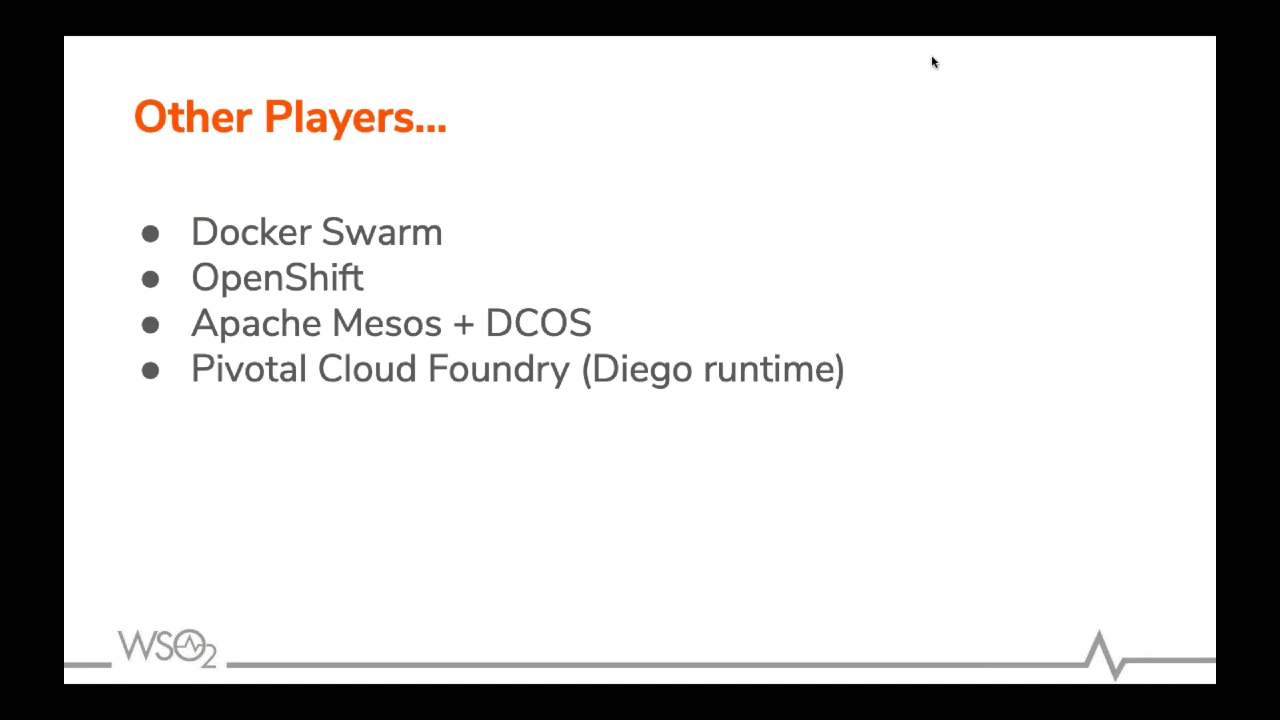 Other Players...
● Docker Swarm
● OpenShift
● Apache Mesos + DCOS
● Pivotal Cloud Foundry (Diego runtime)
WSO2